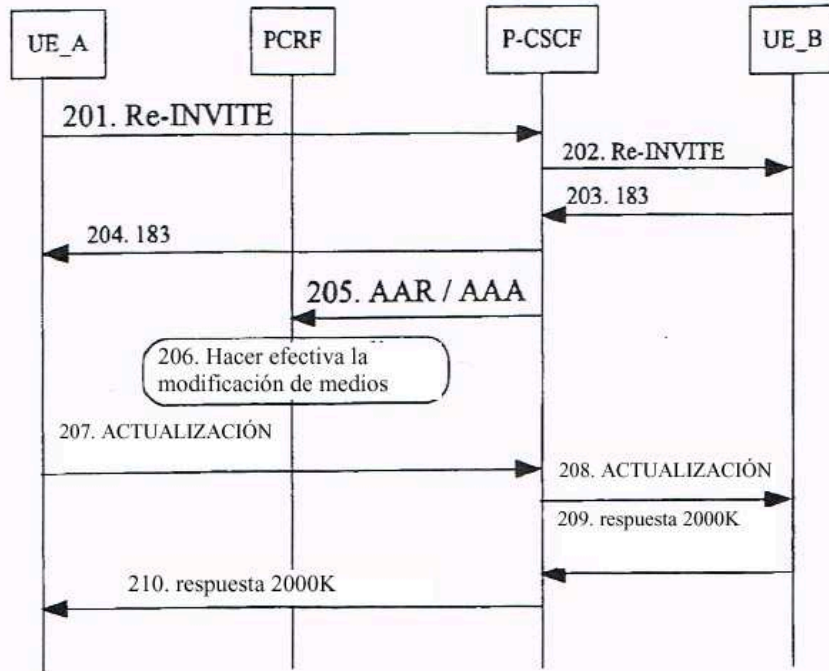 UE_A
PCRF
P-CSCF
UE_B
201. Re-INVITE
202. Re-INVITE
203. 183
204. 183
205. AAR / AAA
206. Hacer efectiva la
modificación de medios
207. ACTUALIZACIÓN
208. ACTUALIZACIÓN
209. respuesta 2000K
210. respuesta 2000K